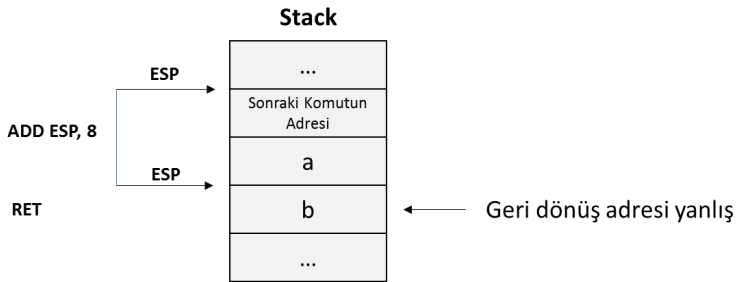 Stack
ESP
...
Sonraki Komutun
Adresi
ADD ESP, 8
a
ESP
RET
b
Geri dönüş adresi yanlış
...